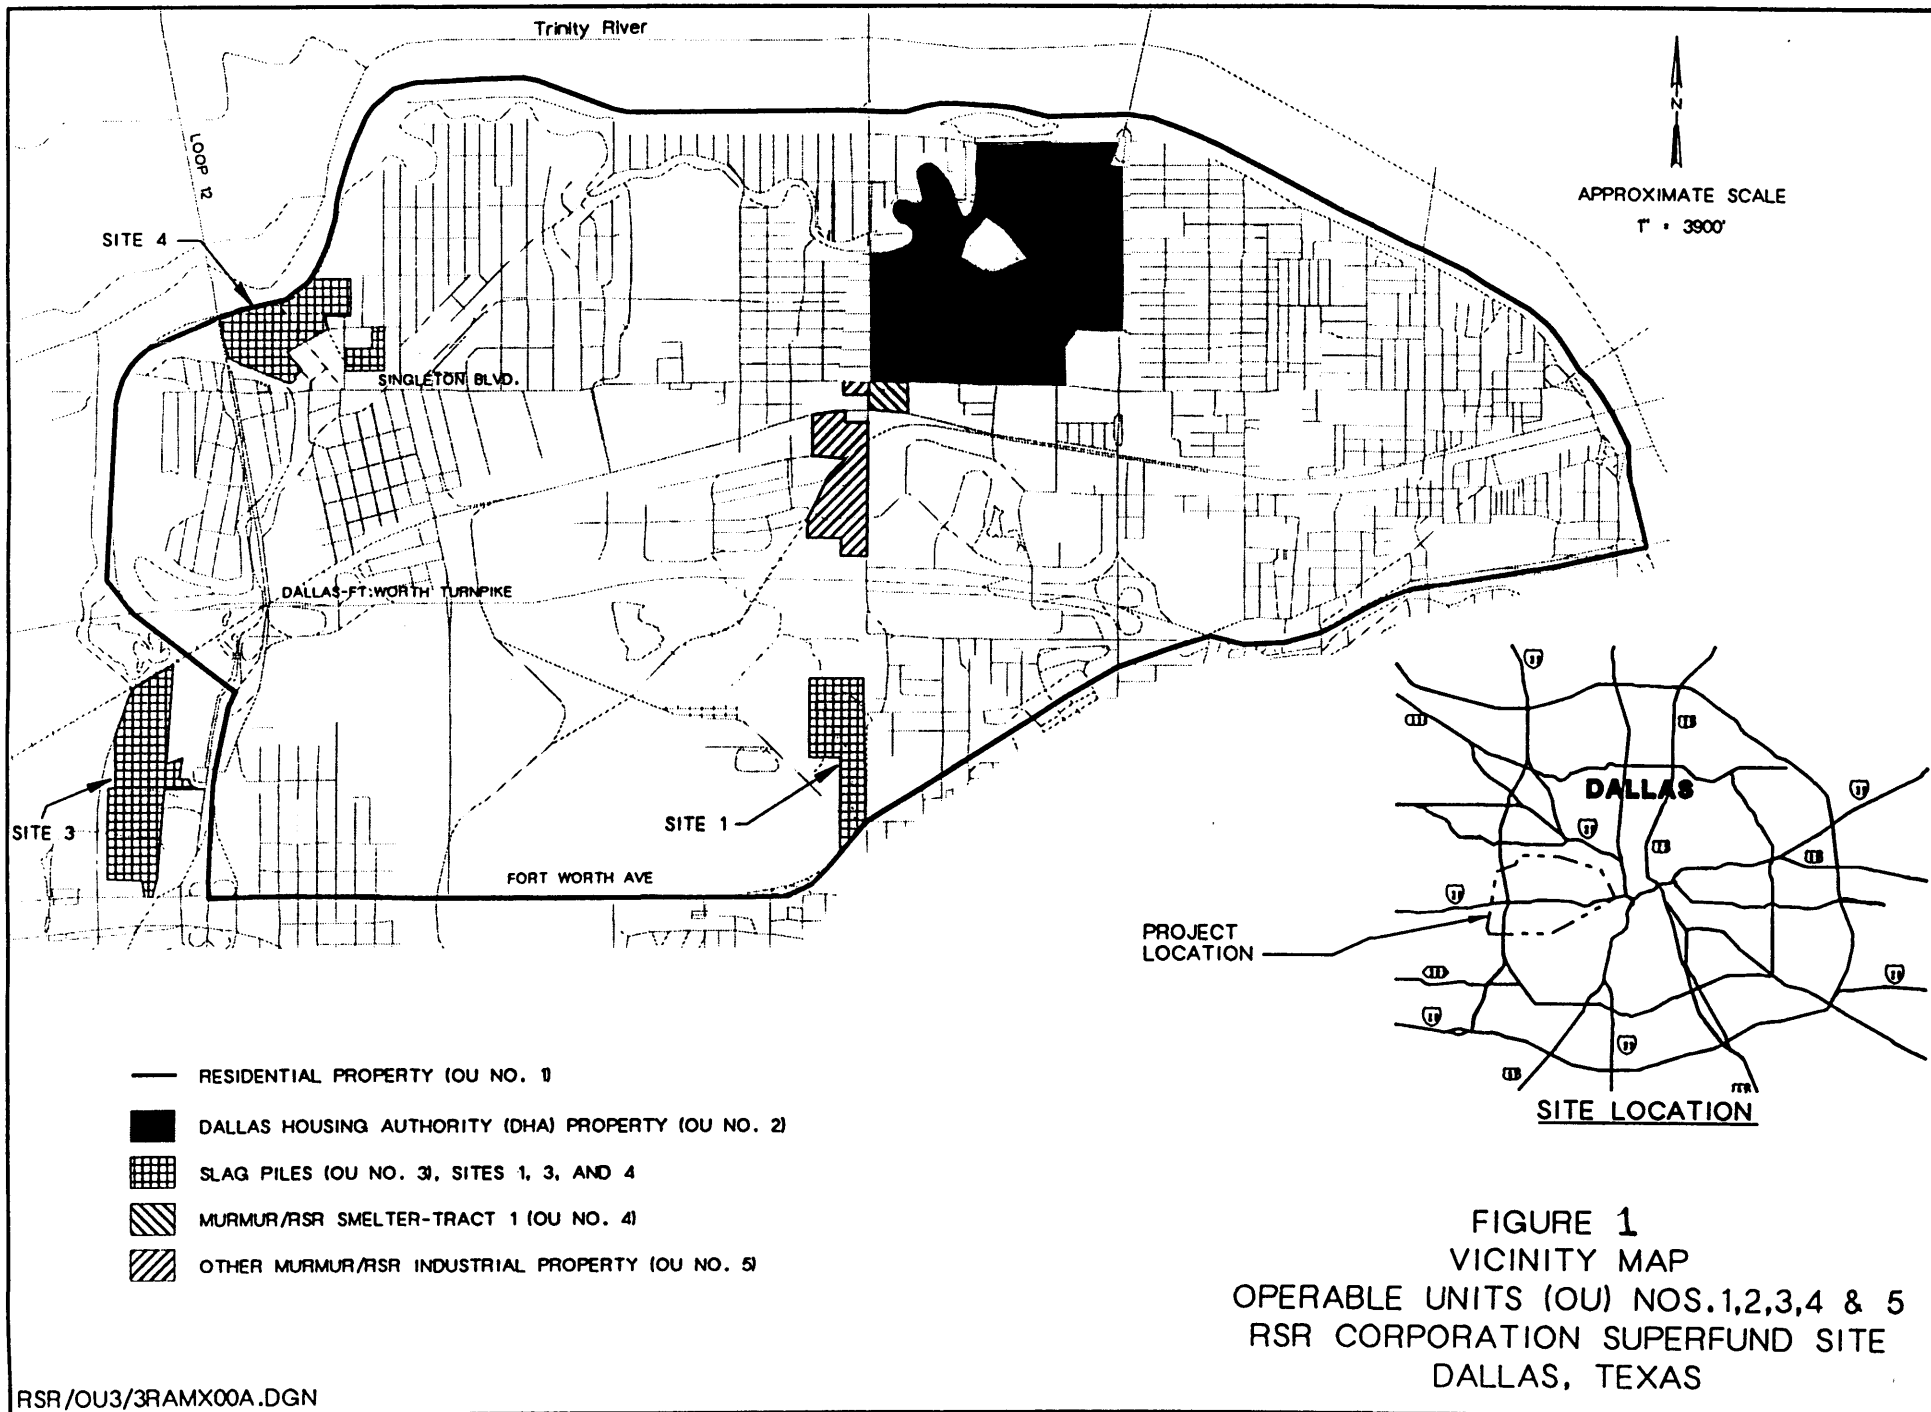 Trinity River
LOOP 12
N
APPROXIMATE SCALE
1" = 3900'
SITE 4
SINGLETON BLVD.
DALLAS-FT.WORTH TURNPIKE
SITE 3
SITE 1
FORT WORTH AVE
DALLAS
PROJECT
LOCATION
SITE LOCATION
RESIDENTIAL PROPERTY (OU NO. 1)
DALLAS HOUSING AUTHORITY (DHA) PROPERTY (OU NO. 2)
SLAG PILES (OU NO. 3), SITES 1, 3, AND 4
MURMUR/RSR SMELTER-TRACT 1 (OU NO. 4)
OTHER MURMUR/RSR INDUSTRIAL PROPERTY (OU NO. 5)
FIGURE 1
VICINITY MAP
OPERABLE UNITS (OU) NOS.1,2,3,4 & 5
RSR CORPORATION SUPERFUND SITE
DALLAS, TEXAS
RSR/OU3/3RAMX00A.DGN